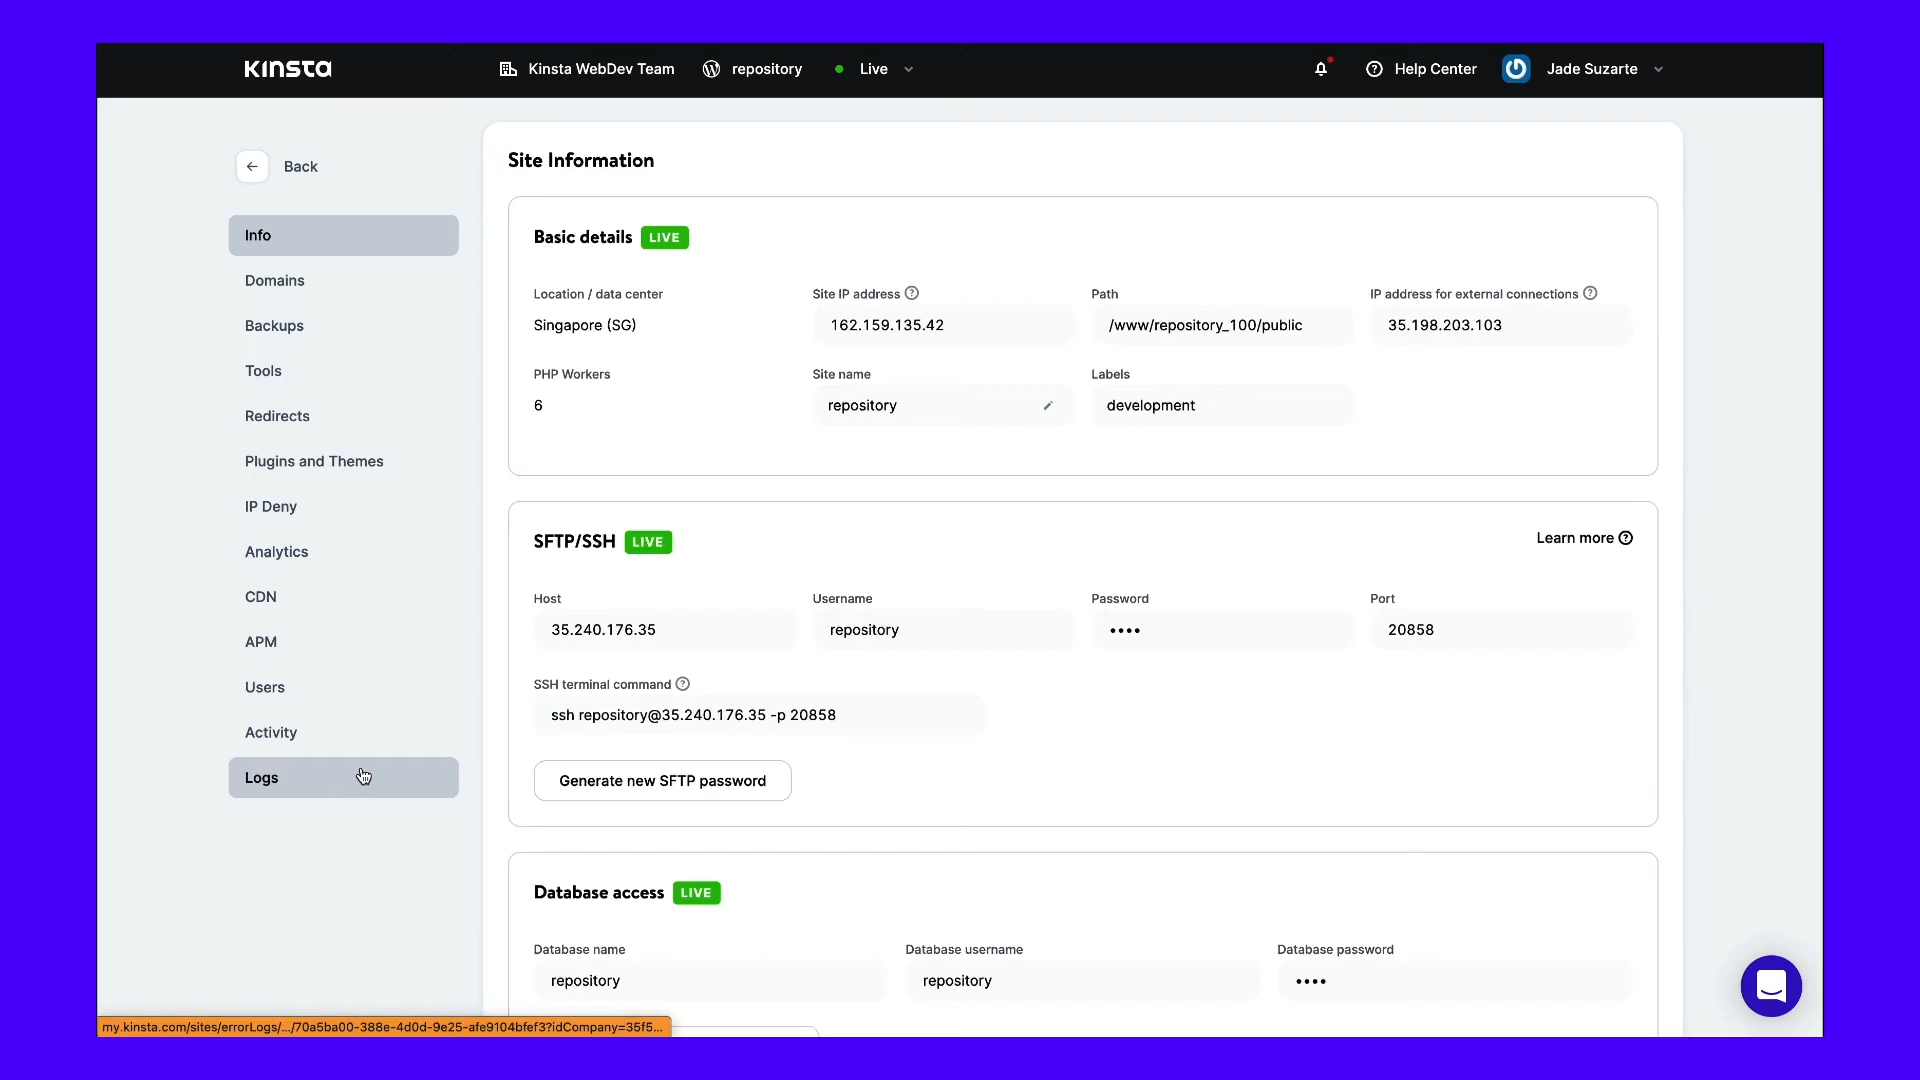 KINSTA
Kinsta WebDev Team
repository
Live
Help Center
Jade Suzarte
Back
Info
Domains
Backups
Tools
Redirects
Plugins and Themes
IP Deny
Analytics
CDN
APM
Users
Activity
Logs
Site Information
Basic details LIVE
Location / data center
Singapore (SG)
Site IP address
162.159.135.42
Path
/www/repository_100/public
IP address for external connections
35.198.203.103
PHP Workers
6
Site name
repository
Labels
development
SFTP/SSH LIVE
Learn more
Host
35.240.176.35
Username
repository
Password
••••
Port
20858
SSH terminal command
ssh repository@35.240.176.35 -p 20858
Generate new SFTP password
Database access LIVE
Database name
repository
Database username
repository
Database password
••••
my.kinsta.com/sites/errorLogs/.../70a5ba00-388e-4d0d-9e25-afe9104bfef3?idCompany=35f5...